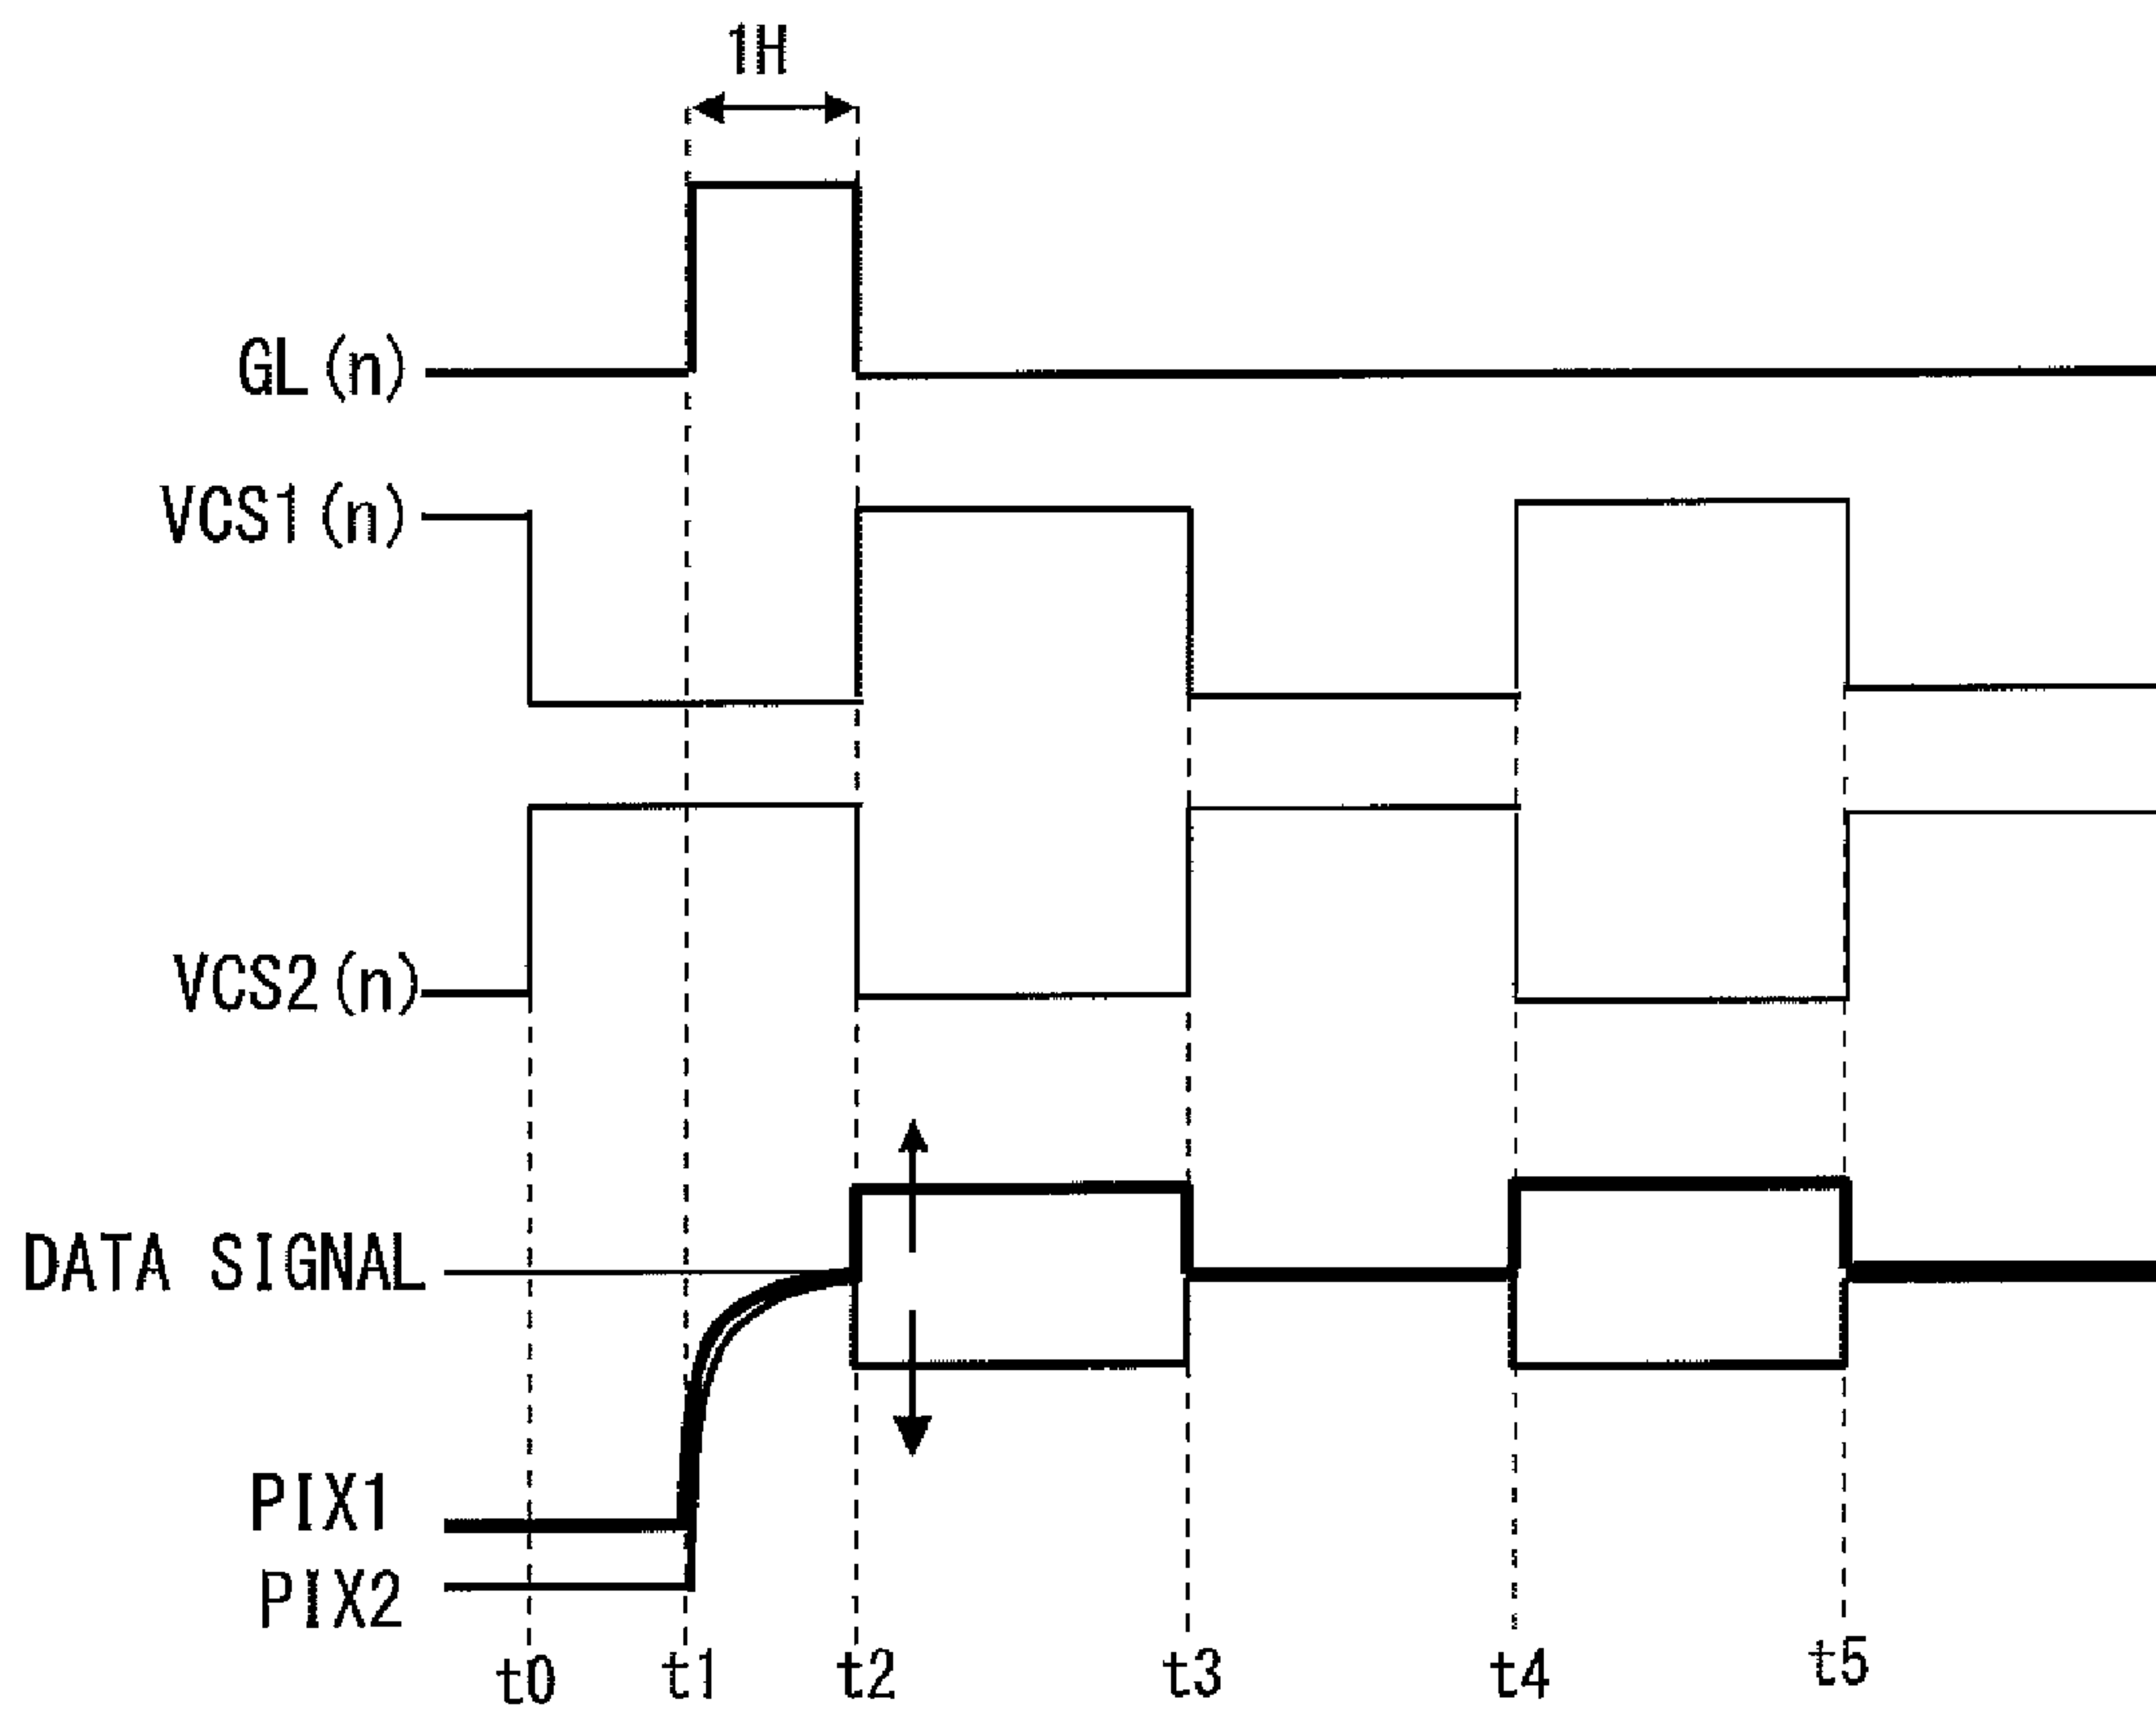 1H
GL(n)
VCS1(n)
VCS2(n)
DATA SIGNAL
PIX1
PIX2
t0 t1 t2 t3 t4 t5